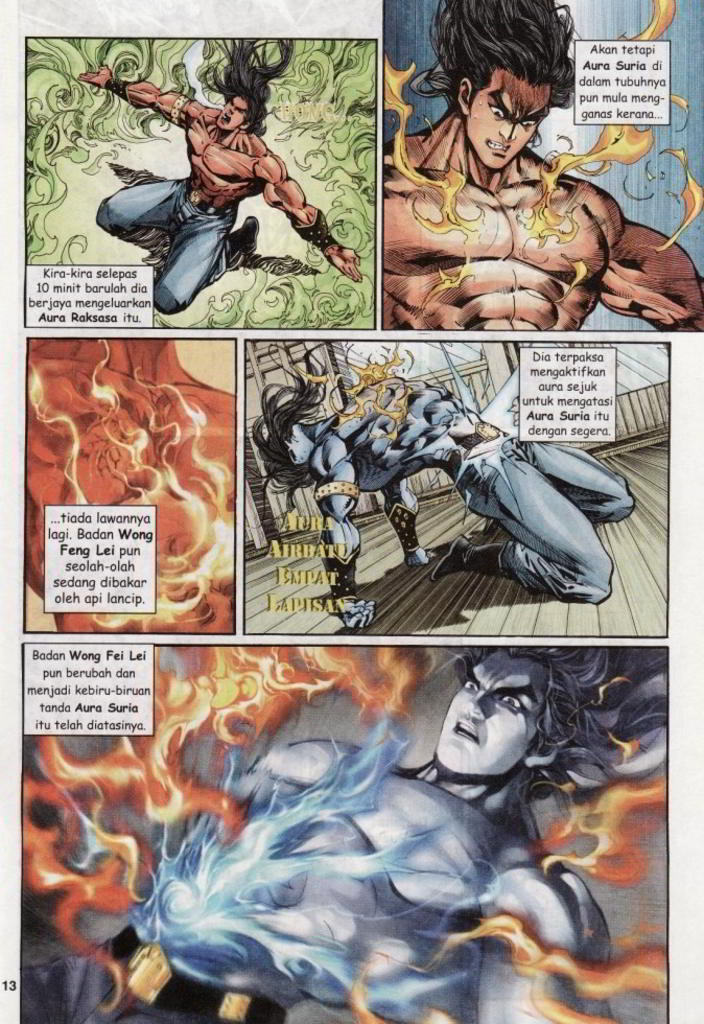 Kira-kira selepas
10 minit barulah dia
berjaya mengeluarkan
Aura Raksasa itu.
Akan tetapi
Aura Suria di
dalam tubuhnya
pun mula meng-
ganas kerana...
...tiada lawannya
lagi. Badan Wong
Feng Lei pun
seolah-olah
sedang dibakar
oleh api lancip.
Dia terpaksa
mengaktifkan
aura sejuk
untuk mengatasi
Aura Suria itu
dengan segera.
AURA
AIRBATU
EMPAT
LAPISAN
Badan Wong Fei Lei
pun berubah dan
menjadi kebiru-biruan
tanda Aura Suria
itu telah diatasinya.
13